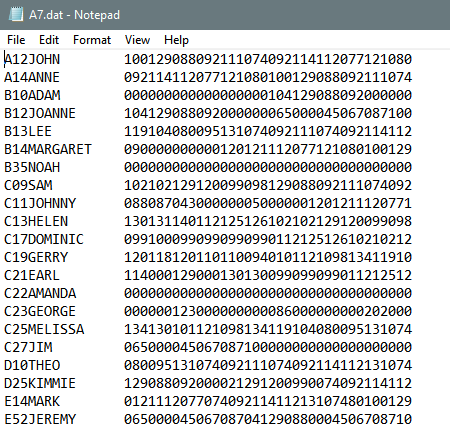 A7.dat - Notepad
File Edit Format View Help
A12JOHN 100129088092111074092114112077121080
A14ANNE 092114112077121080100129088092111074
B10ADAM 000000000000000000104129088092000000
B12JOANNE 104129088092000000065000045067087100
B13LEE 119104080095131074092111074092114112
B14MARGARET 090000000000120121112077121080100129
B35NOAH 000000000000000000000000000000000000
C09SAM 102102129120099098129088092111074092
C11JOHNNY 088087043000000050000001201211120771
C13HELEN 130131140112125126102102129120099098
C17DOMINIC 099100099099099099011212512610210212
C19GERRY 120118120110110094010112109813411910
C21EARL 114000129000130130099099099011212512
C22AMANDA 000000000000000000000000000000000000
C23GEORGE 000000123000000000086000000000202000
C25MELISSA 134130101121098134119104080095131074
C27JIM 065000045067087100000000000000000000
D10THEO 080095131074092111074092114112131074
D25KIMMIE 129088092000021291200990074092114112
E14MARK 012111207707409211411213107480100129
E52JEREMY 065000045067087041290880004506708710